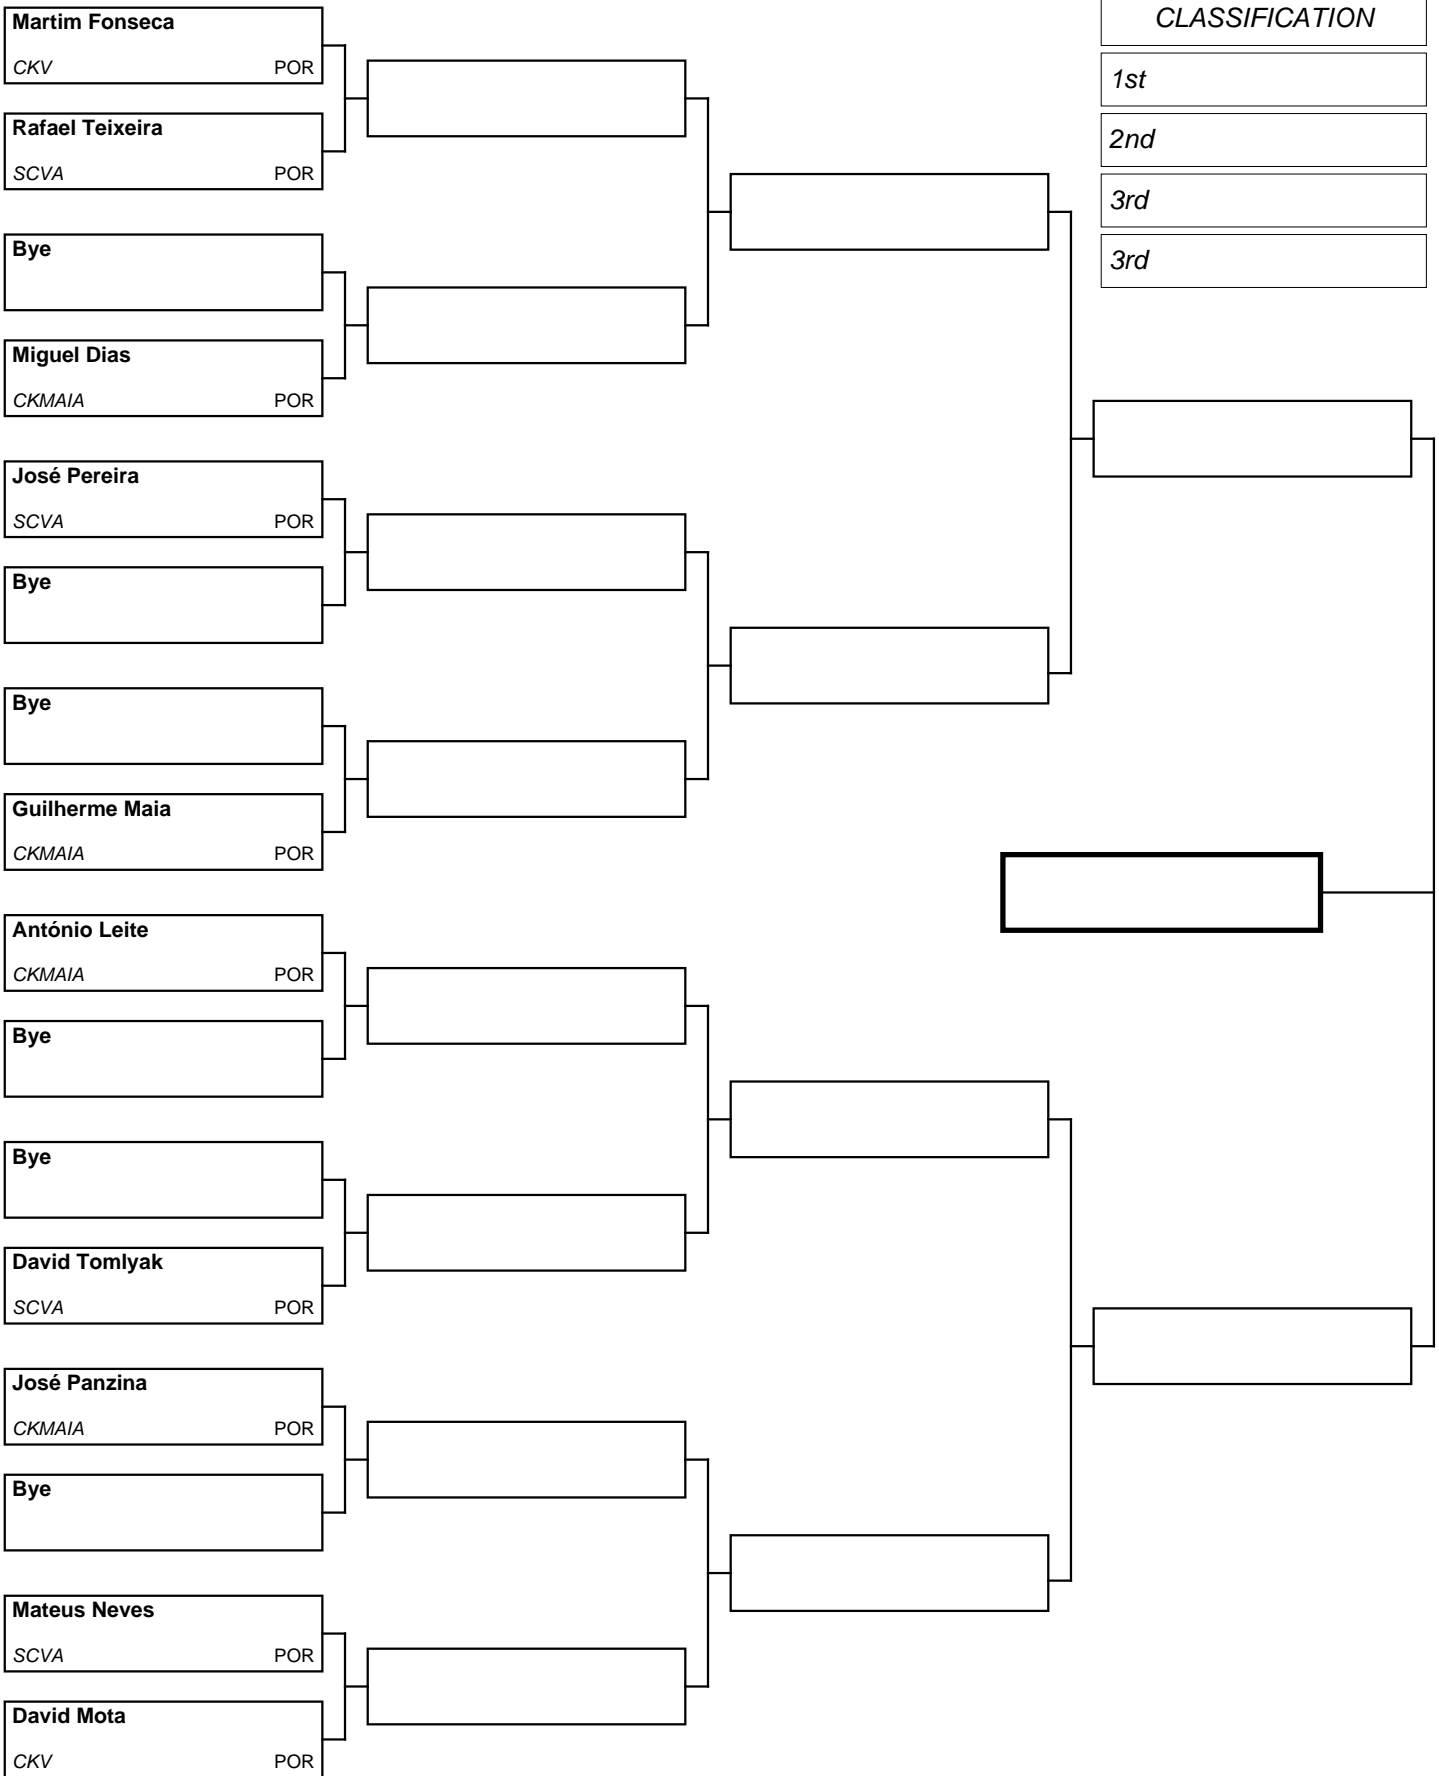 CLASSIFICATION
1st
2nd
3rd
3rd
Martim Fonseca
CKV POR
Rafael Teixeira
SCVA POR
Bye
Miguel Dias
CKMAIA POR
José Pereira
SCVA POR
Bye
Bye
Guilherme Maia
CKMAIA POR
António Leite
CKMAIA POR
Bye
Bye
David Tomlyak
SCVA POR
José Panzina
CKMAIA POR
Bye
Mateus Neves
SCVA POR
David Mota
CKV POR